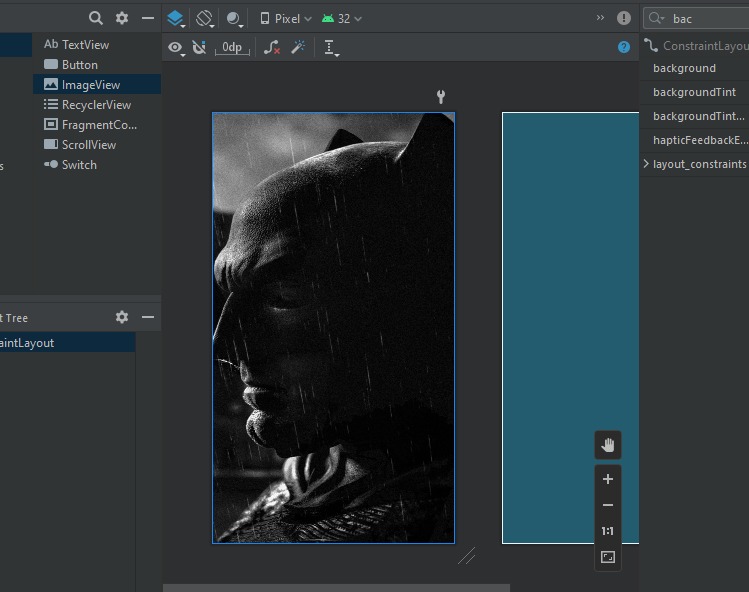 Pixel
32
bac
0dp
Ab TextView
Button
ImageView
RecyclerView
FragmentCo...
ScrollView
Switch
s
t Tree
aintLayout
ConstraintLayou
background
backgroundTint
backgroundTint...
hapticFeedbackE...
layout_constraints
1:1